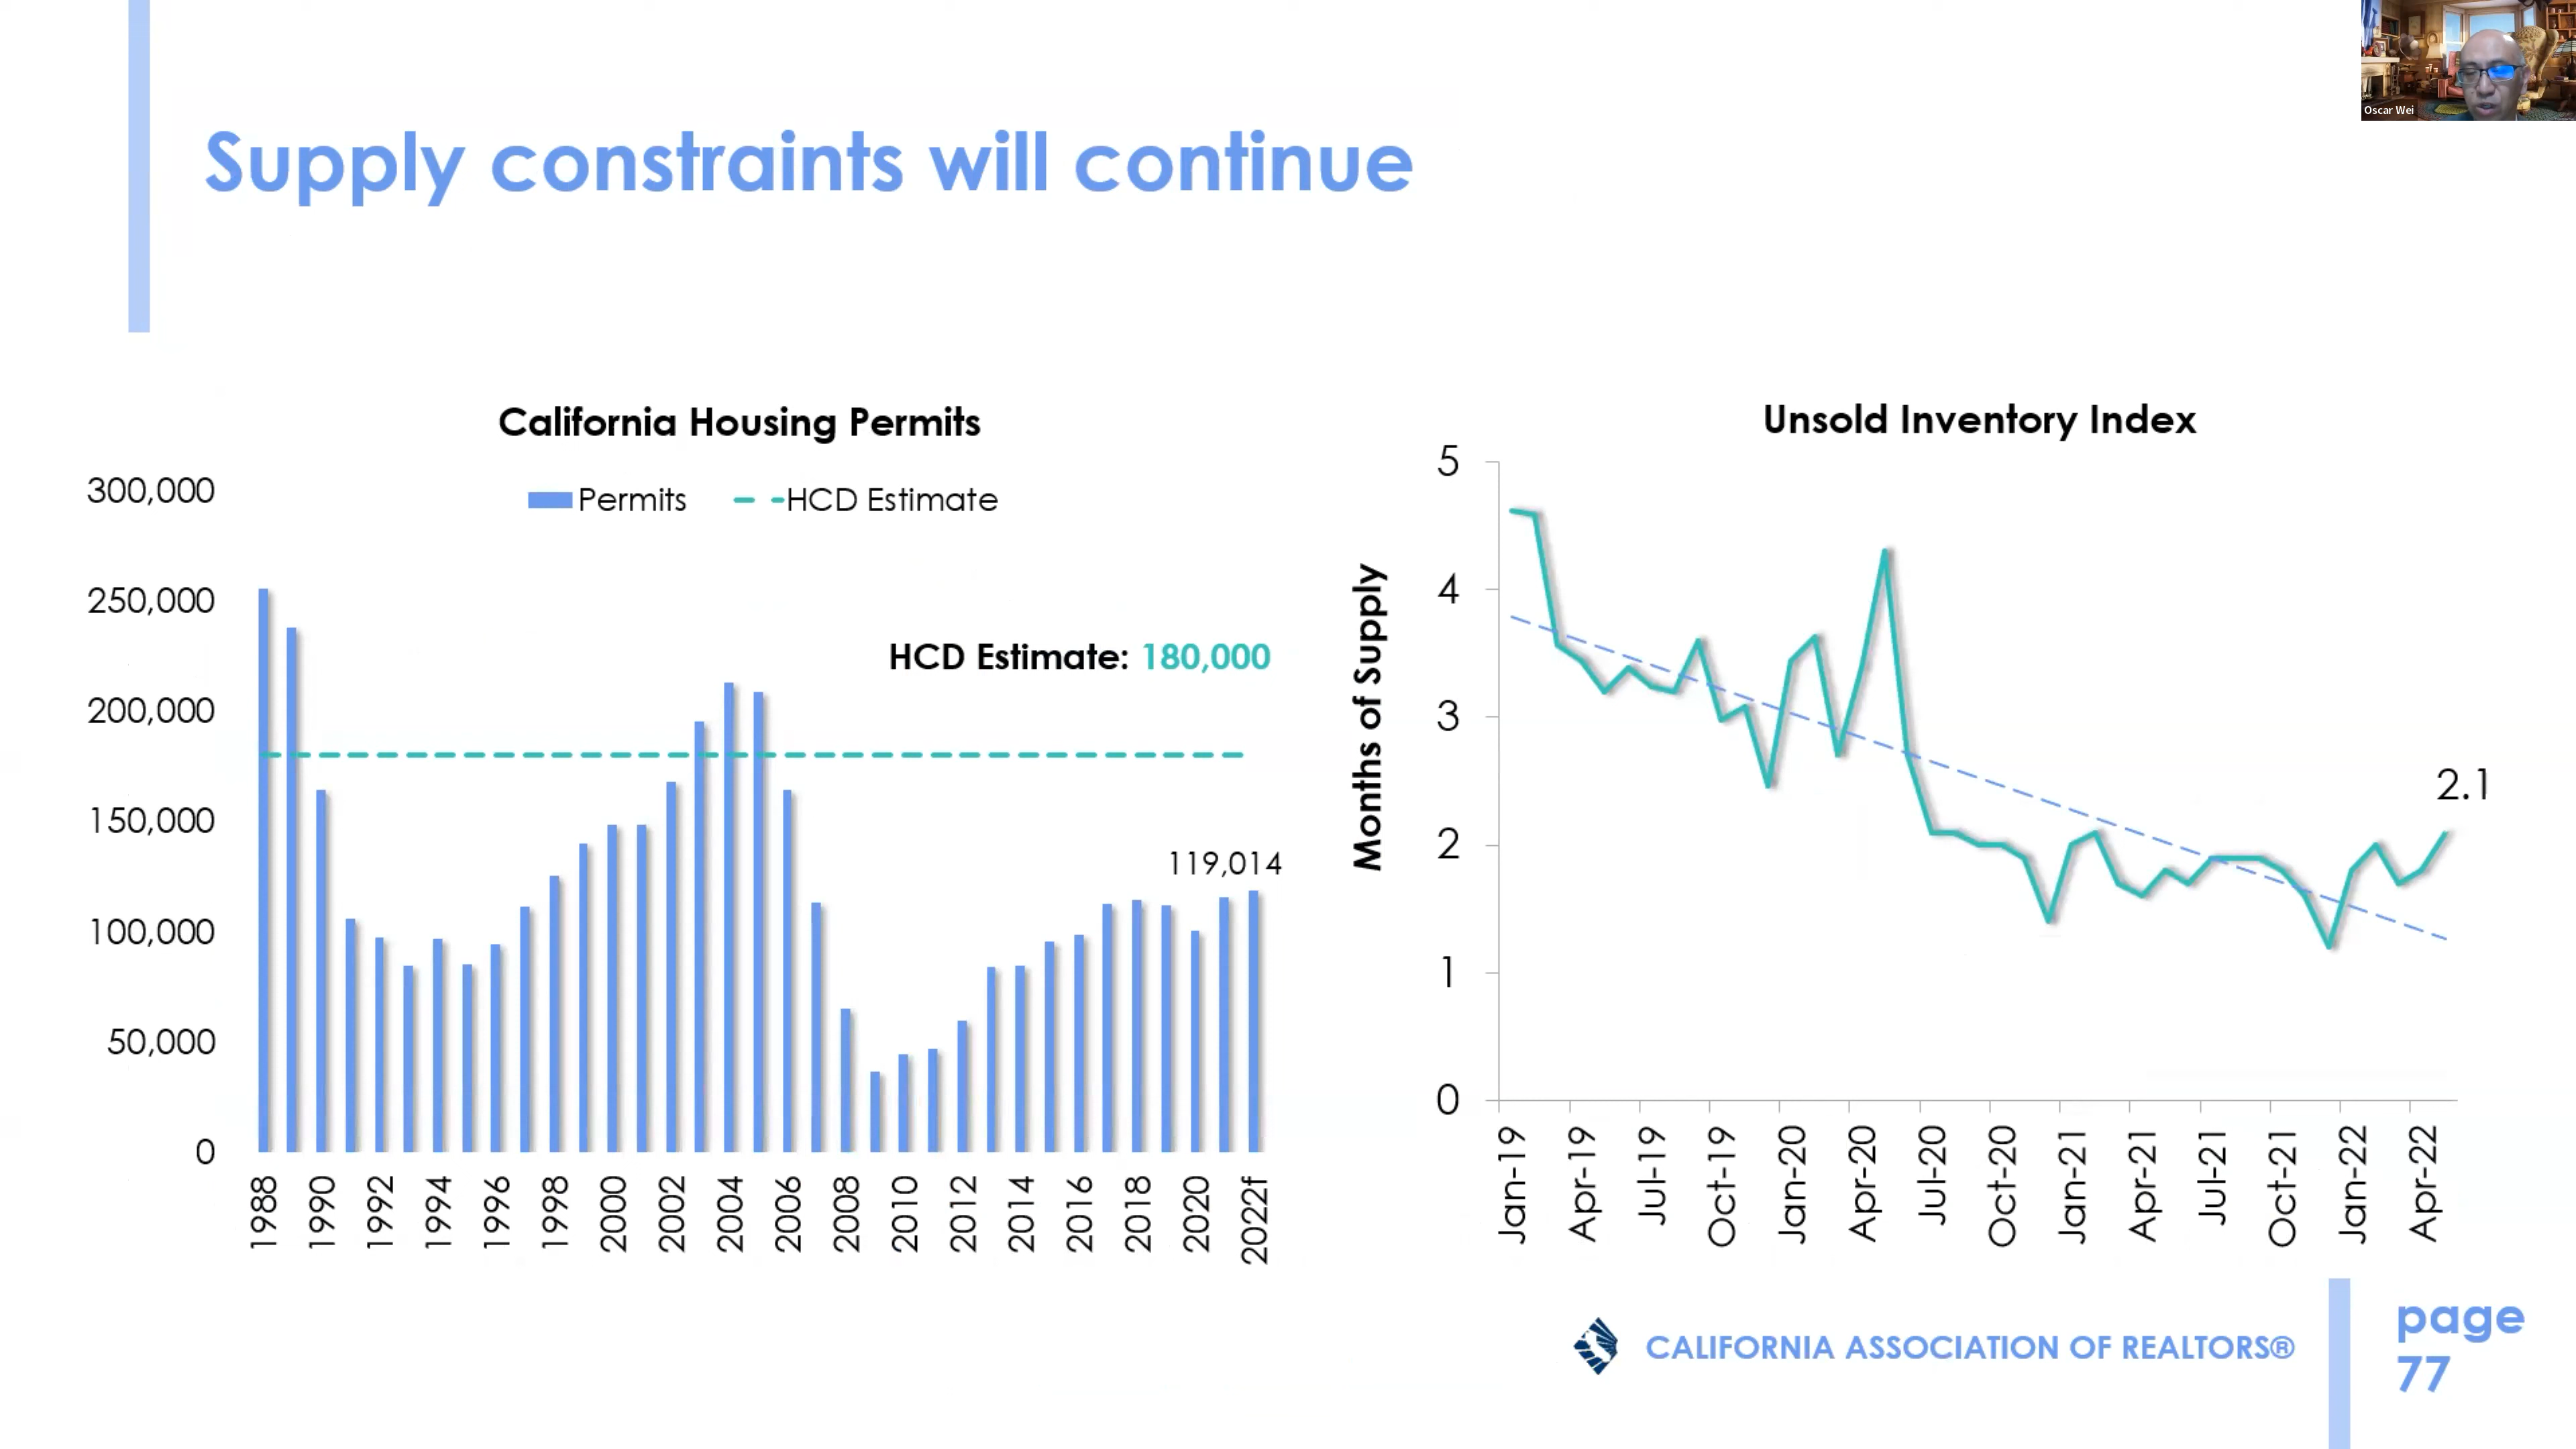 Oscar Wei
Supply constraints will continue
California Housing Permits
Permits
HCD Estimate
300,000
250,000
200,000
150,000
100,000
50,000
0
HCD Estimate: 180,000
119,014
1988
1990
1992
1994
1996
1998
2000
2002
2004
2006
2008
2010
2012
2014
2016
2018
2020
2022f
Unsold Inventory Index
Months of Supply
5
4
3
2
1
0
2.1
Jan-19
Apr-19
Jul-19
Oct-19
Jan-20
Apr-20
Jul-20
Oct-20
Jan-21
Apr-21
Jul-21
Oct-21
Jan-22
Apr-22
CALIFORNIA ASSOCIATION OF REALTORS®
page
77